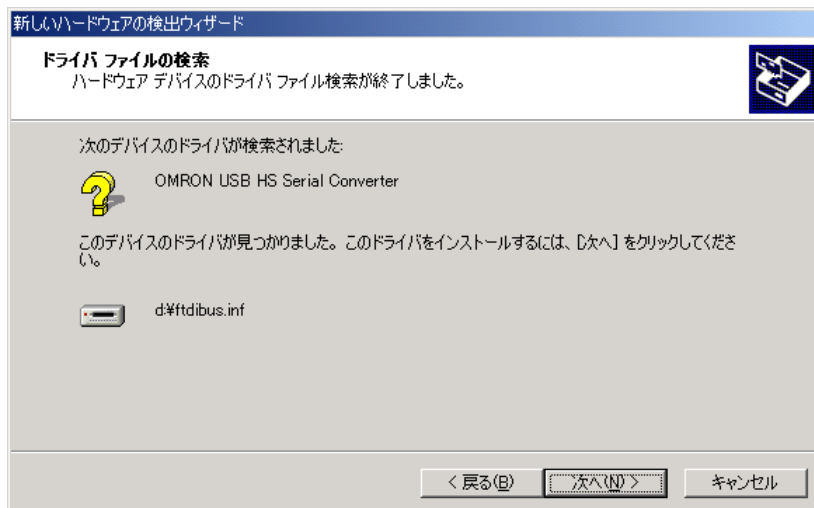 新しいハードウェアの検出ウィザード
ドライバ ファイルの検索
ハードウェア デバイスのドライバ ファイル検索が終了しました。
次のデバイスのドライバが検索されました:
OMRON USB HS Serial Converter
このデバイスのドライバが見つかりました。このドライバをインストールするには、[次へ] をクリックしてくださ
い。
d:¥ftdibus.inf
< 戻る(B)
次へ(N) >
キャンセル